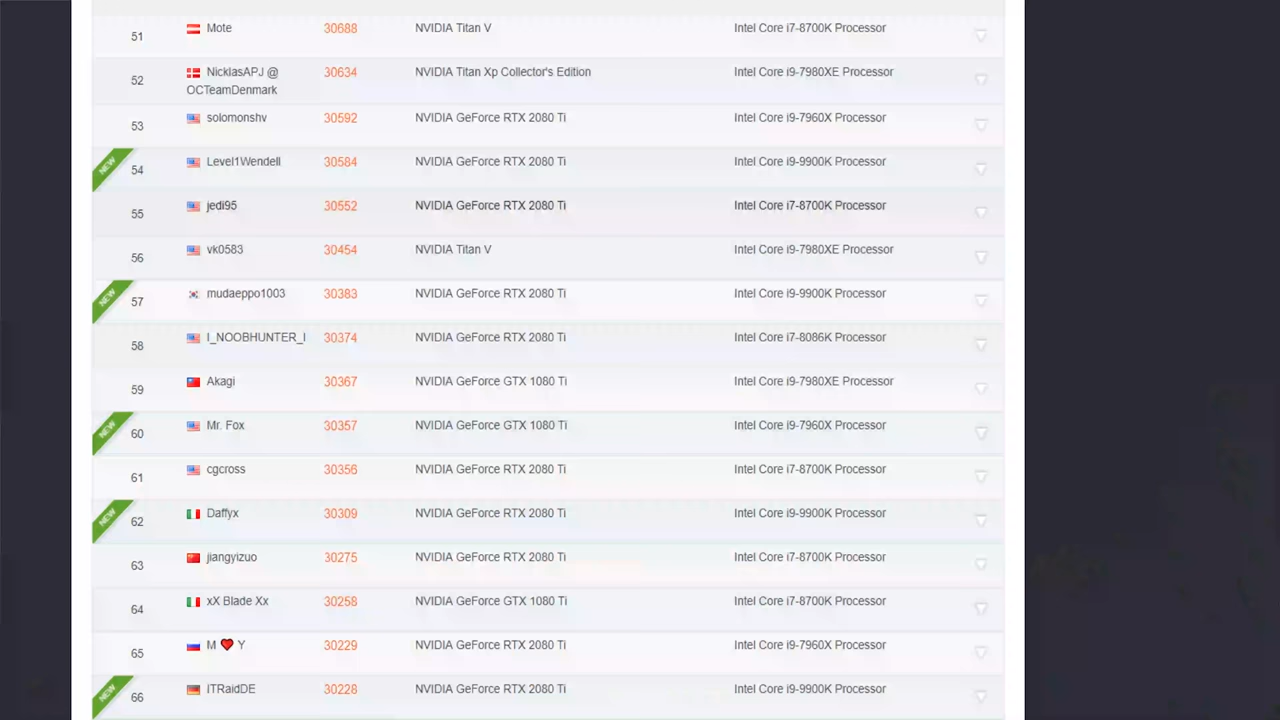 51 Mote 30688 NVIDIA Titan V Intel Core i7-8700K Processor
52 NicklasAPJ @ 30634 NVIDIA Titan Xp Collector's Edition Intel Core i9-7980XE Processor
OCTeamDenmark
53 solomonshv 30592 NVIDIA GeForce RTX 2080 Ti Intel Core i9-7960X Processor
NEW 54 Level1Wendell 30584 NVIDIA GeForce RTX 2080 Ti Intel Core i9-9900K Processor
55 jedi95 30552 NVIDIA GeForce RTX 2080 Ti Intel Core i7-8700K Processor
56 vk0583 30454 NVIDIA Titan V Intel Core i9-7980XE Processor
NEW 57 mudaeppo1003 30383 NVIDIA GeForce RTX 2080 Ti Intel Core i9-9900K Processor
58 I_NOOBHUNTER_I 30374 NVIDIA GeForce RTX 2080 Ti Intel Core i7-8086K Processor
59 Akagi 30367 NVIDIA GeForce GTX 1080 Ti Intel Core i9-7980XE Processor
NEW 60 Mr. Fox 30357 NVIDIA GeForce GTX 1080 Ti Intel Core i9-7960X Processor
61 cgcross 30356 NVIDIA GeForce RTX 2080 Ti Intel Core i7-8700K Processor
NEW 62 Daffyx 30309 NVIDIA GeForce RTX 2080 Ti Intel Core i9-9900K Processor
63 jiangyizuo 30275 NVIDIA GeForce RTX 2080 Ti Intel Core i7-8700K Processor
64 xX Blade Xx 30258 NVIDIA GeForce GTX 1080 Ti Intel Core i7-8700K Processor
65 M ❤ Y 30229 NVIDIA GeForce RTX 2080 Ti Intel Core i9-7960X Processor
NEW 66 ITRaidDE 30228 NVIDIA GeForce RTX 2080 Ti Intel Core i9-9900K Processor